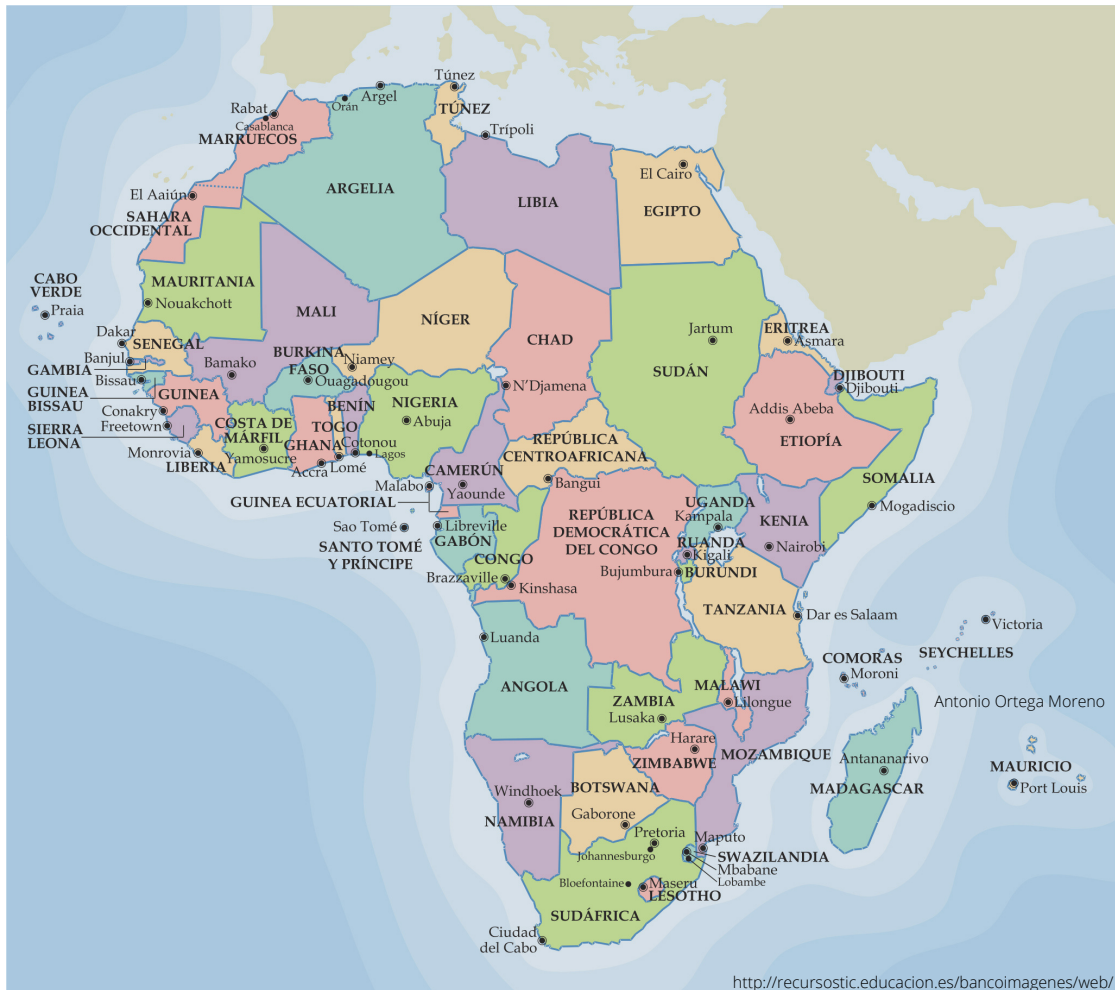 Túnez
Argel
Orán
TÚNEZ
Rabat
Casablanca
MARRUECOS
Trípoli
El Cairo
ARGELIA
LIBIA
EGIPTO
El Aaiún
SAHARA
OCCIDENTAL
MAURITANIA
Nouakchott
CABO
VERDE
Praia
MALI
NÍGER
CHAD
SUDÁN
Jartum
ERITREA
Asmara
Dakar
SENEGAL
Banjul
GAMBIA
Bissau
GUINEA
BISSAU
Bamako
BURKINA
FASO
Ouagadougou
Niamey
N'Djamena
DJIBOUTI
Djibouti
GUINEA
Conakry
Freetown
SIERRA
LEONA
Monrovia
LIBERIA
COSTA DE
MÁRFIL
Yamosucre
GHANA
Accra
TOGO
Lomé
BENÍN
Cotonou
Lagos
NIGERIA
Abuja
Addis Abeba
ETIOPÍA
REPÚBLICA
CENTROAFRICANA
Bangui
CAMERÚN
Yaounde
Malabo
GUINEA ECUATORIAL
SOMALIA
Mogadiscio
Sao Tomé
SANTO TOMÉ
Y PRÍNCIPE
Libreville
GABÓN
CONGO
Brazzaville
Kinshasa
REPÚBLICA
DEMOCRÁTICA
DEL CONGO
UGANDA
Kampala
KENIA
Nairobi
RUANDA
Kigali
Bujumbura
BURUNDI
TANZANIA
Dar es Salaam
Victoria
SEYCHELLES
COMORAS
Moroni
Luanda
ANGOLA
ZAMBIA
Lusaka
MALAWI
Lilongue
Antonio Ortega Moreno
Harare
ZIMBABWE
MOZAMBIQUE
Antananarivo
MADAGASCAR
MAURICIO
Port Louis
Windhoek
NAMIBIA
BOTSWANA
Gaborone
Pretoria
Johannesburgo
Maputo
SWAZILANDIA
Mbabane
Lobambe
Bloefontaine
Maseru
LESOTHO
SUDÁFRICA
Ciudad
del Cabo
http://recursostic.educacion.es/bancoimagenes/web/